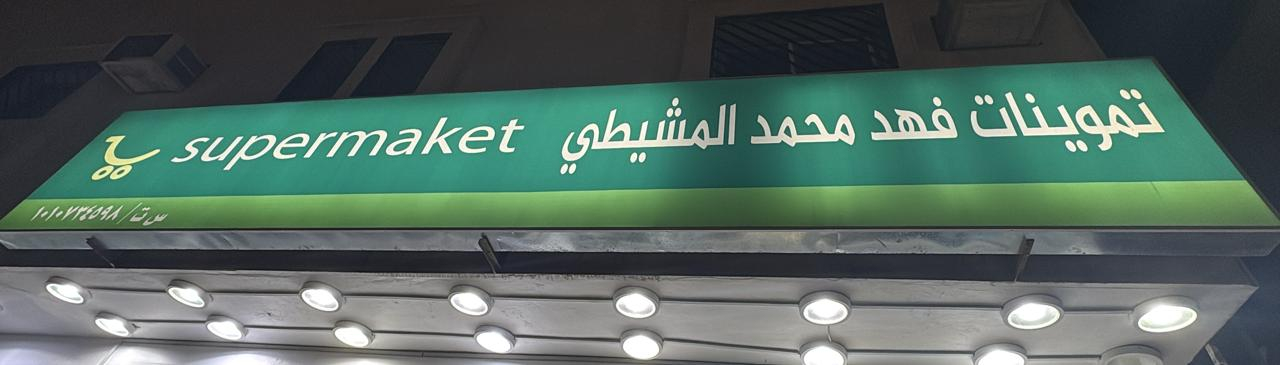 تموينات فهد محمد المشيطي
supermaket
س ت/ ١٠١٠٧٣٤٥٩٨